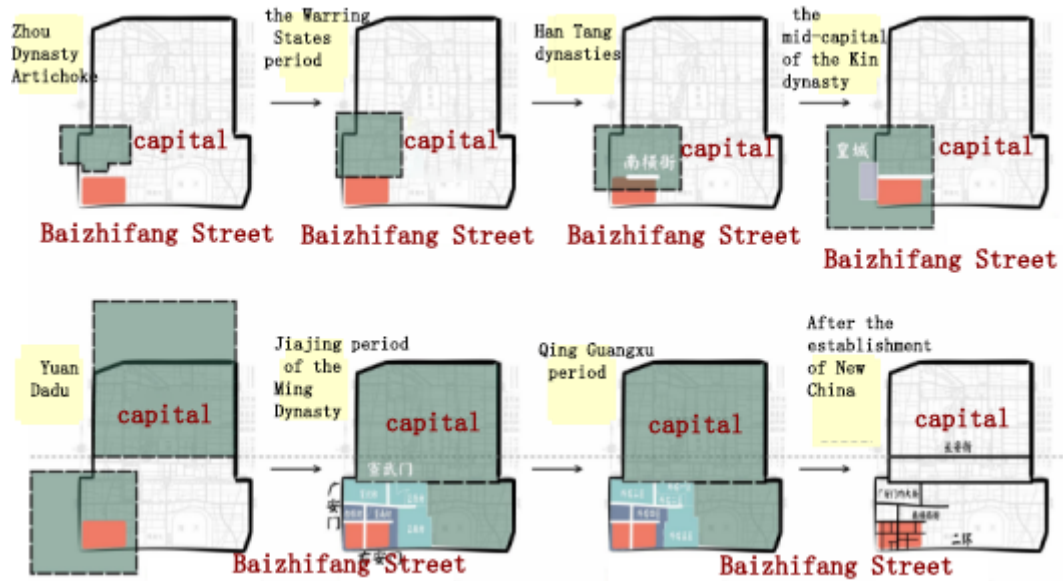 Zhou
Dynasty
Artichoke
capital
Baizhifang Street
the Warring
States
period
capital
Baizhifang Street
Han Tang
dynasties
capital
南横街
Baizhifang Street
the
mid-capital
of the Kin
dynasty
皇城
capital
Baizhifang Street
Yuan
Dadu
capital
Jiajing period
of the
Ming
Dynasty
capital
宣武门
广安门
Baizhifang Street
Qing Guangxu
period
capital
After the
establishment
of New
China
capital
长安街
二环
Baizhifang Street